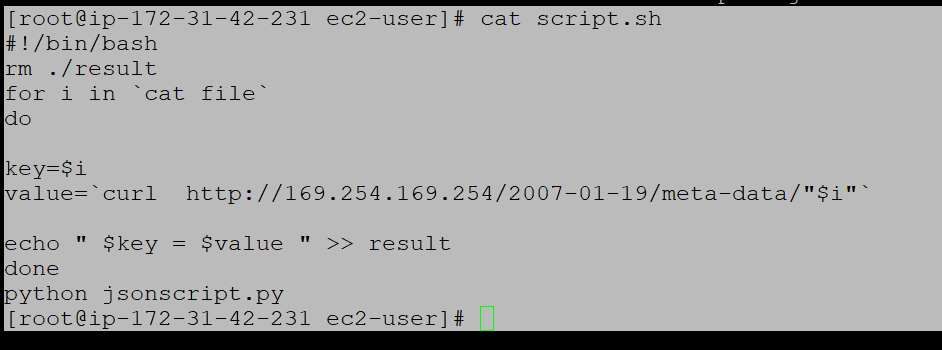 [root@ip-172-31-42-231 ec2-user]# cat script.sh
#!/bin/bash
rm ./result
for i in `cat file`
do
key=$i
value=`curl  http://169.254.169.254/2007-01-19/meta-data/"$i"`
echo " $key = $value " >> result
done
python jsonscript.py
[root@ip-172-31-42-231 ec2-user]#